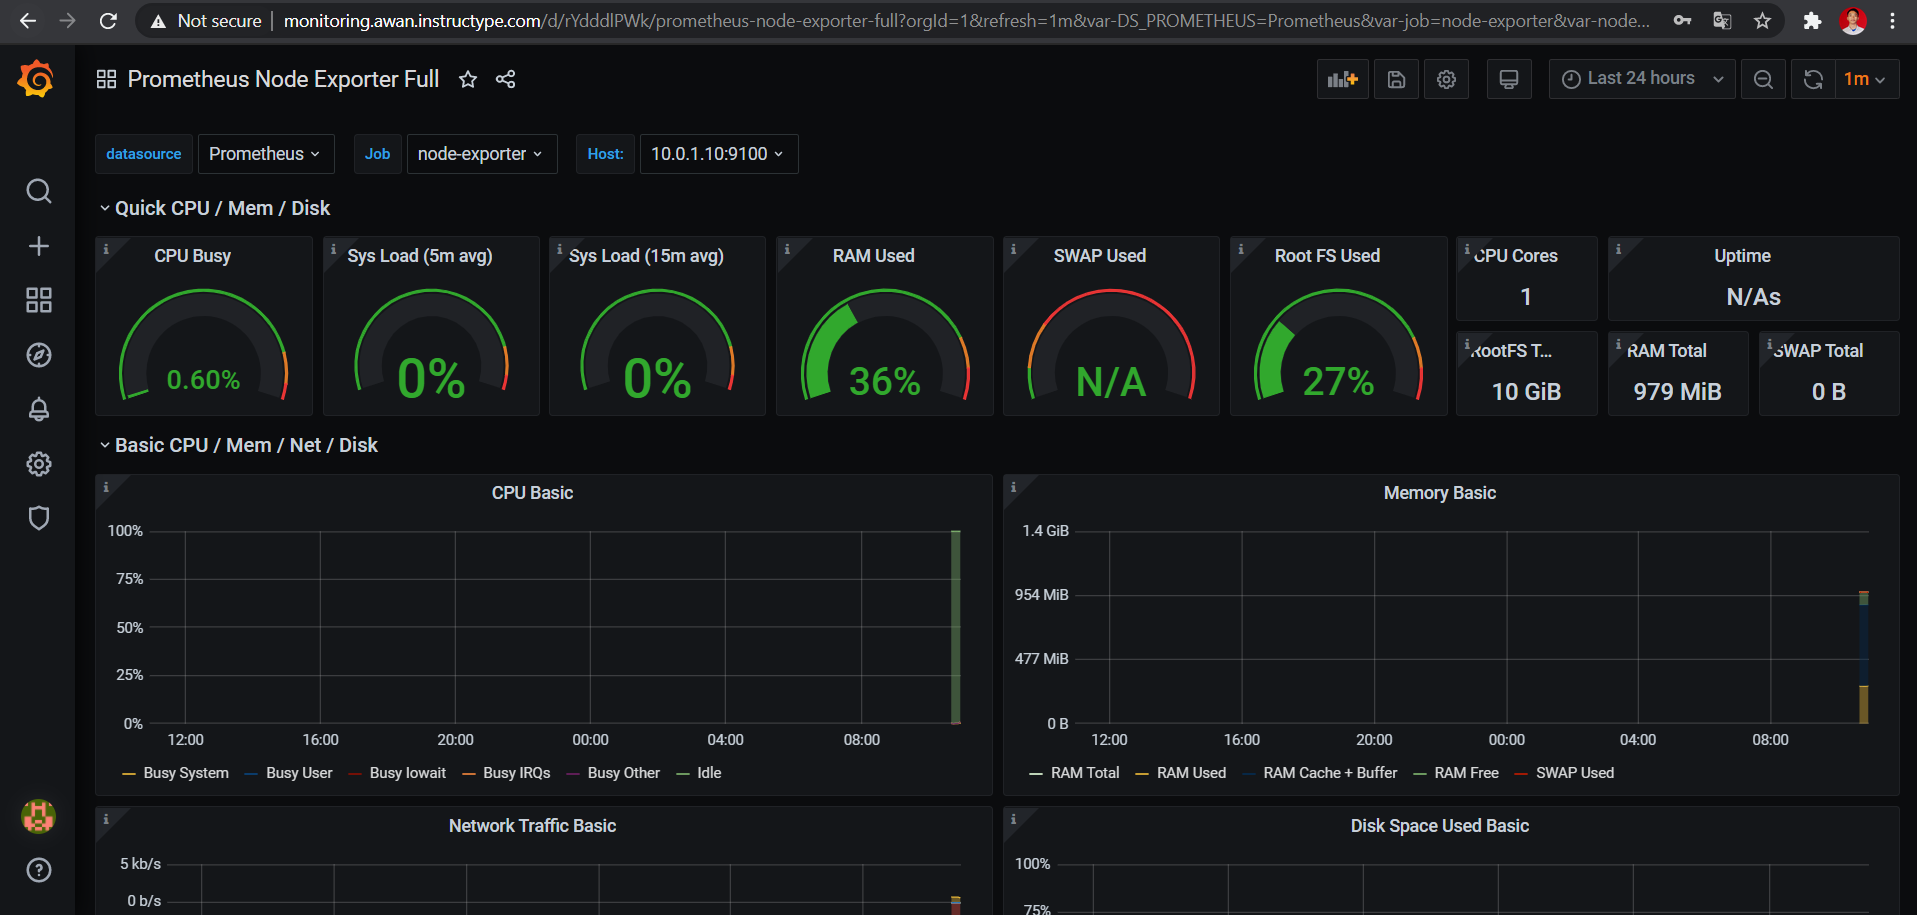 Not secure | monitoring.awan.instructype.com/d/rYdddlPWk/prometheus-node-exporter-full?orgId=1&refresh=1m&var-DS_PROMETHEUS=Prometheus&var-job=node-exporter&var-node...
Prometheus Node Exporter Full
Last 24 hours
1m
datasource Prometheus Job node-exporter Host: 10.0.1.10:9100
Quick CPU / Mem / Disk
CPU Busy
0.60%
Sys Load (5m avg)
0%
Sys Load (15m avg)
0%
RAM Used
36%
SWAP Used
N/A
Root FS Used
27%
CPU Cores
1
Uptime
N/As
RootFS T...
10 GiB
RAM Total
979 MiB
SWAP Total
0 B
Basic CPU / Mem / Net / Disk
CPU Basic
100%
75%
50%
25%
0%
12:00 16:00 20:00 00:00 04:00 08:00
Busy System Busy User Busy Iowait Busy IRQs Busy Other Idle
Memory Basic
1.4 GiB
954 MiB
477 MiB
0 B
12:00 16:00 20:00 00:00 04:00 08:00
RAM Total RAM Used RAM Cache + Buffer RAM Free SWAP Used
Network Traffic Basic
5 kb/s
0 b/s
Disk Space Used Basic
100%
75%